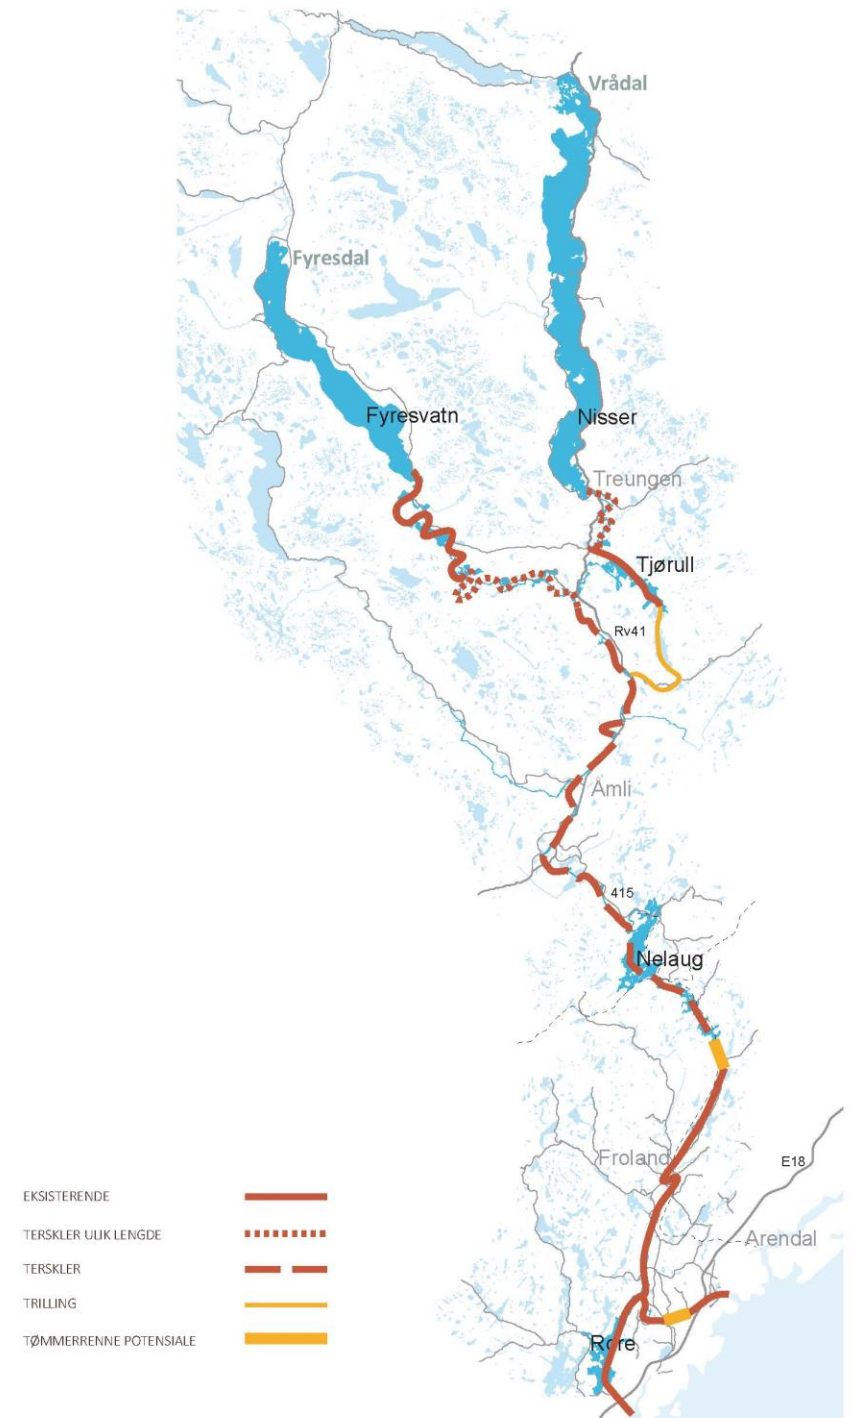 Vrådal
Fyresdal
Fyresvatn
Nisser
Treungen
Tjørull
Rv41
Åmli
415
Nelaug
Froland
E18
Arendal
Rore
EKSISTERENDE
TERSKLER ULIK LENGDE
TERSKLER
TRILLING
TØMMERRENNE POTENSIALE